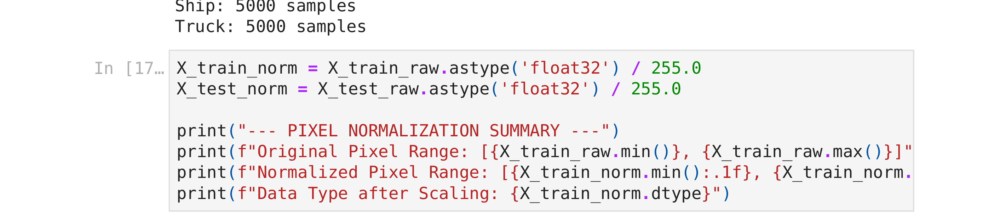 Ship: 5000 samples
Truck: 5000 samples
In [17…
X_train_norm = X_train_raw.astype('float32') / 255.0
X_test_norm = X_test_raw.astype('float32') / 255.0
print("--- PIXEL NORMALIZATION SUMMARY ---")
print(f"Original Pixel Range: [{X_train_raw.min()}, {X_train_raw.max()}]"
print(f"Normalized Pixel Range: [{X_train_norm.min():.1f}, {X_train_norm.
print(f"Data Type after Scaling: {X_train_norm.dtype}")